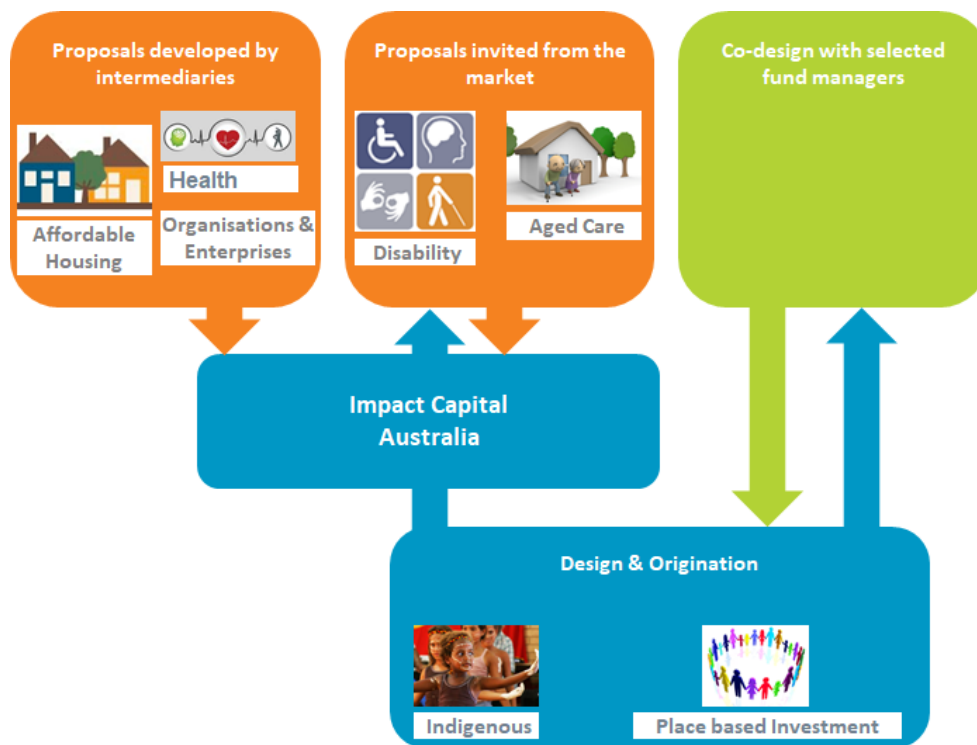 Proposals developed by
intermediaries
Health
Affordable
Housing
Organisations &
Enterprises
Proposals invited from the
market
Disability
Aged Care
Co-design with selected
fund managers
Impact Capital
Australia
Design & Origination
Indigenous
Place based Investment